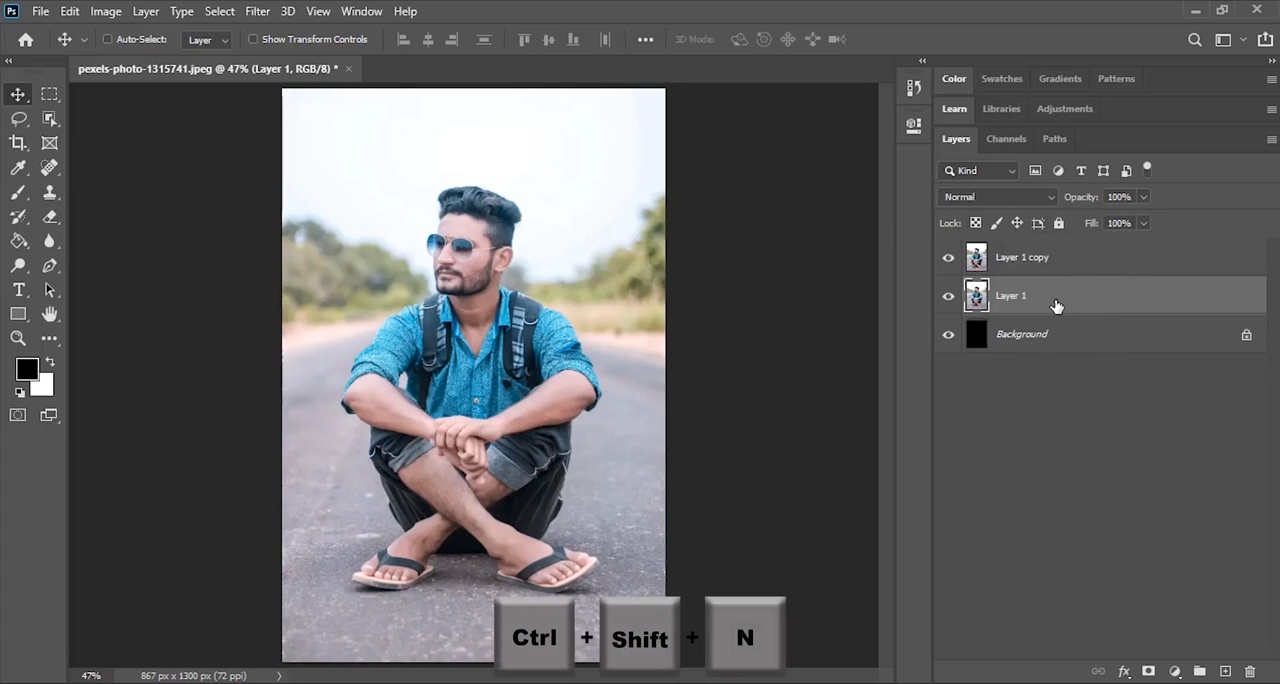 Ps File Edit Image Layer Type Select Filter 3D View Window Help
Auto-Select: Layer Show Transform Controls ••• 3D Mode:
pexels-photo-1315741.jpeg @ 47% (Layer 1, RGB/8) * ×
Color Swatches Gradients Patterns
Learn Libraries Adjustments
Layers Channels Paths
Kind
Normal Opacity: 100%
Lock: Fill: 100%
Layer 1 copy
Layer 1
Background
Ctrl + Shift + N
47% 867 px x 1300 px (72 ppi)